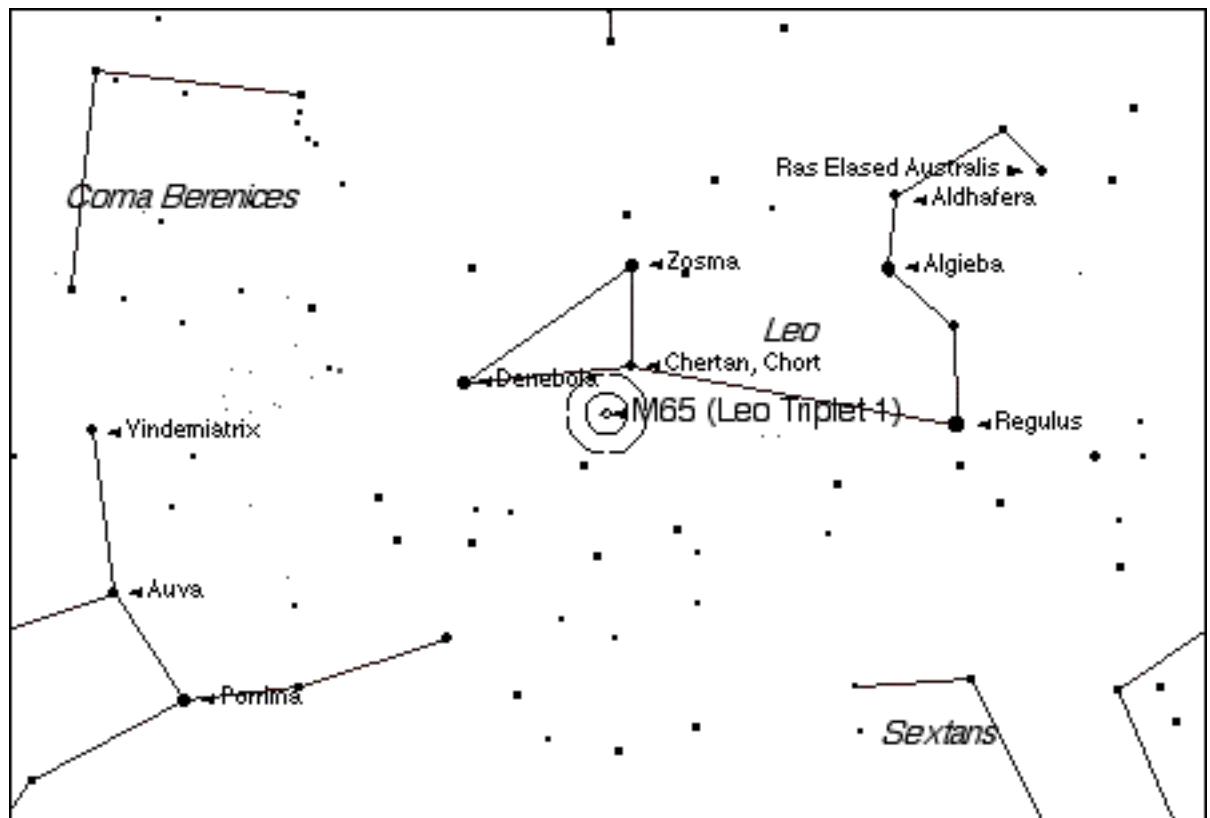 Ras Elased Australis
Coma Berenices
Aldhafera
Zosma
Algieba
Leo
Chertan, Chort
Denebola
M65 (Leo Triplet 1)
Regulus
Vindemiatrix
Auva
Porrima
Sextans